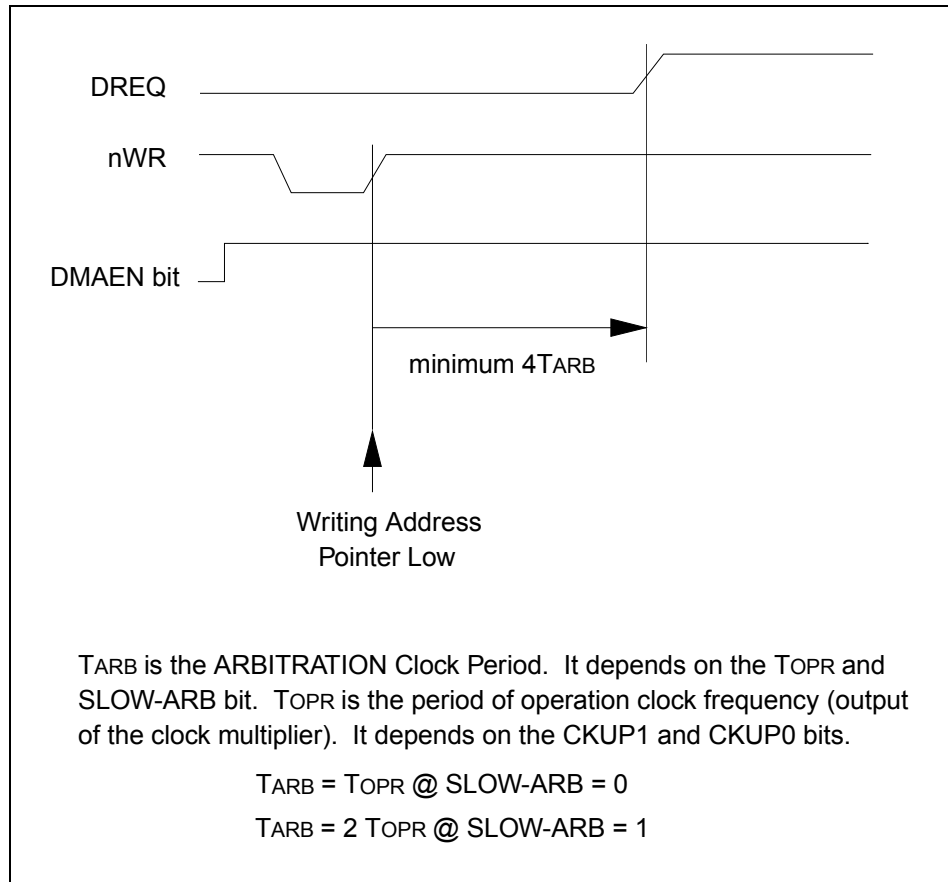 DREQ
nWR
DMAEN bit
minimum 4TARB
Writing Address
Pointer Low
TARB is the ARBITRATION Clock Period.  It depends on the TOPR and
SLOW-ARB bit.  TOPR is the period of operation clock frequency (output
of the clock multiplier).  It depends on the CKUP1 and CKUP0 bits.
TARB = TOPR @ SLOW-ARB = 0
TARB = 2 TOPR @ SLOW-ARB = 1